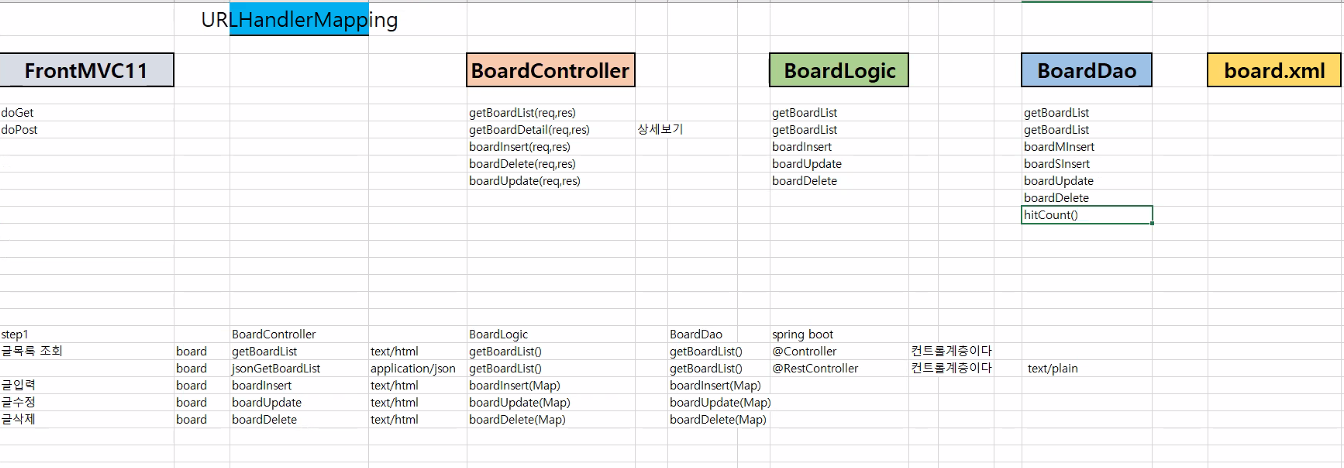 URLHandlerMapping
FrontMVC11 BoardController BoardLogic BoardDao board.xml
doGet getBoardList(req,res) getBoardList getBoardList
doPost getBoardDetail(req,res) 상세보기 getBoardList getBoardList
boardInsert(req,res) boardInsert boardMInsert
boardDelete(req,res) boardUpdate boardSInsert
boardUpdate(req,res) boardDelete boardUpdate
boardDelete
hitCount()
step1 BoardController BoardLogic BoardDao spring boot
글목록 조회 board getBoardList text/html getBoardList() getBoardList() @Controller 컨트롤계층이다
board jsonGetBoardList application/json getBoardList() getBoardList() @RestController 컨트롤계층이다 text/plain
글입력 board boardInsert text/html boardInsert(Map) boardInsert(Map)
글수정 board boardUpdate text/html boardUpdate(Map) boardUpdate(Map)
글삭제 board boardDelete text/html boardDelete(Map) boardDelete(Map)